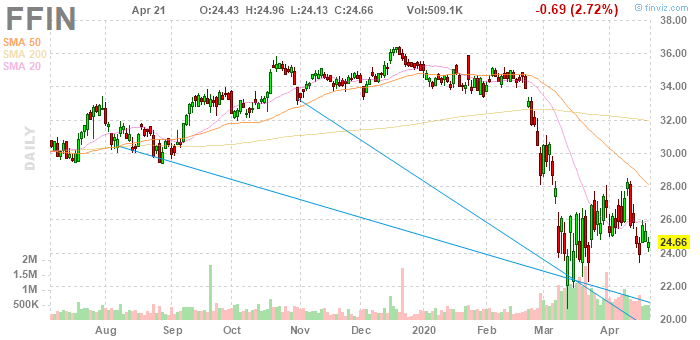 FFIN
Apr 21 O:24.43 H:24.96 L:24.13 C:24.66 Vol:509.1K -0.69 (2.72%)
© finviz.com
SMA 50
SMA 200
SMA 20
DAILY
38.00
36.00
34.00
32.00
30.00
28.00
26.00
24.66
24.00
22.00
20.00
2M
1.5M
1M
500K
Aug Sep Oct Nov Dec 2020 Feb Mar Apr